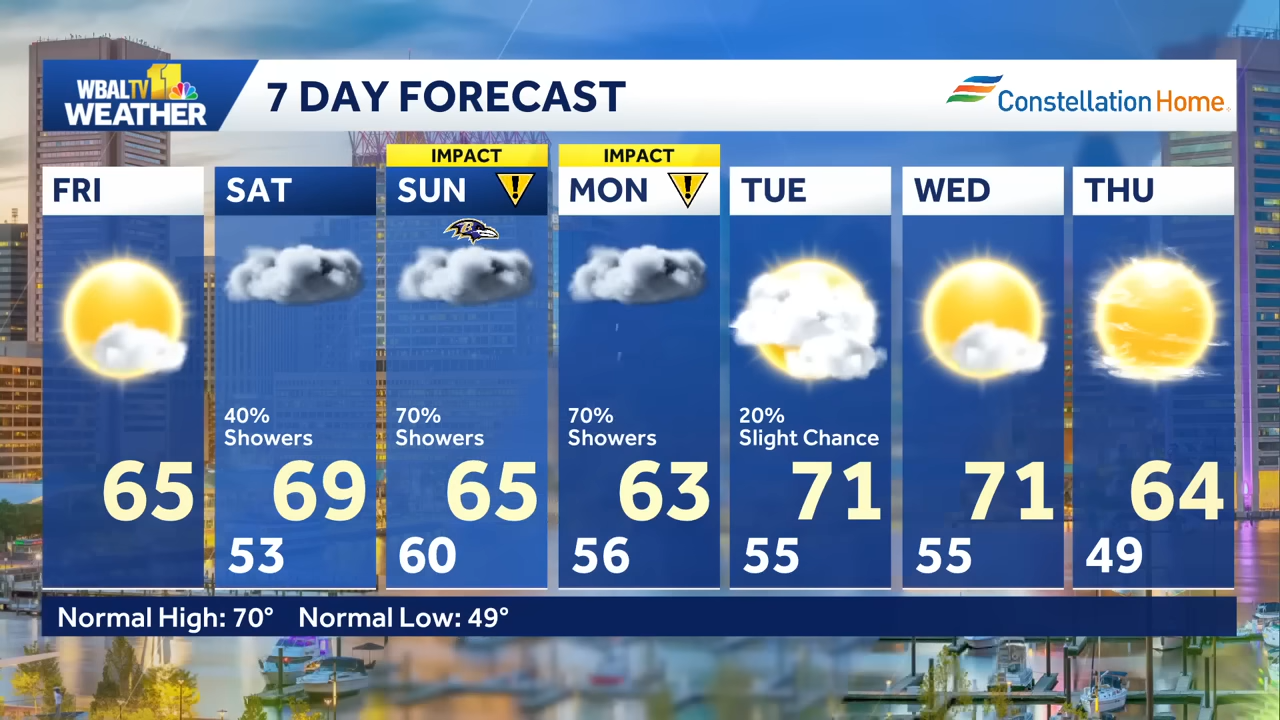 WBALTV 11
WEATHER
7 DAY FORECAST
Constellation Home
FRI
65
SAT
40%
Showers
69
53
IMPACT
SUN !
70%
Showers
65
60
IMPACT
MON !
70%
Showers
63
56
TUE
20%
Slight Chance
71
55
WED
71
55
THU
64
49
Normal High: 70° Normal Low: 49°